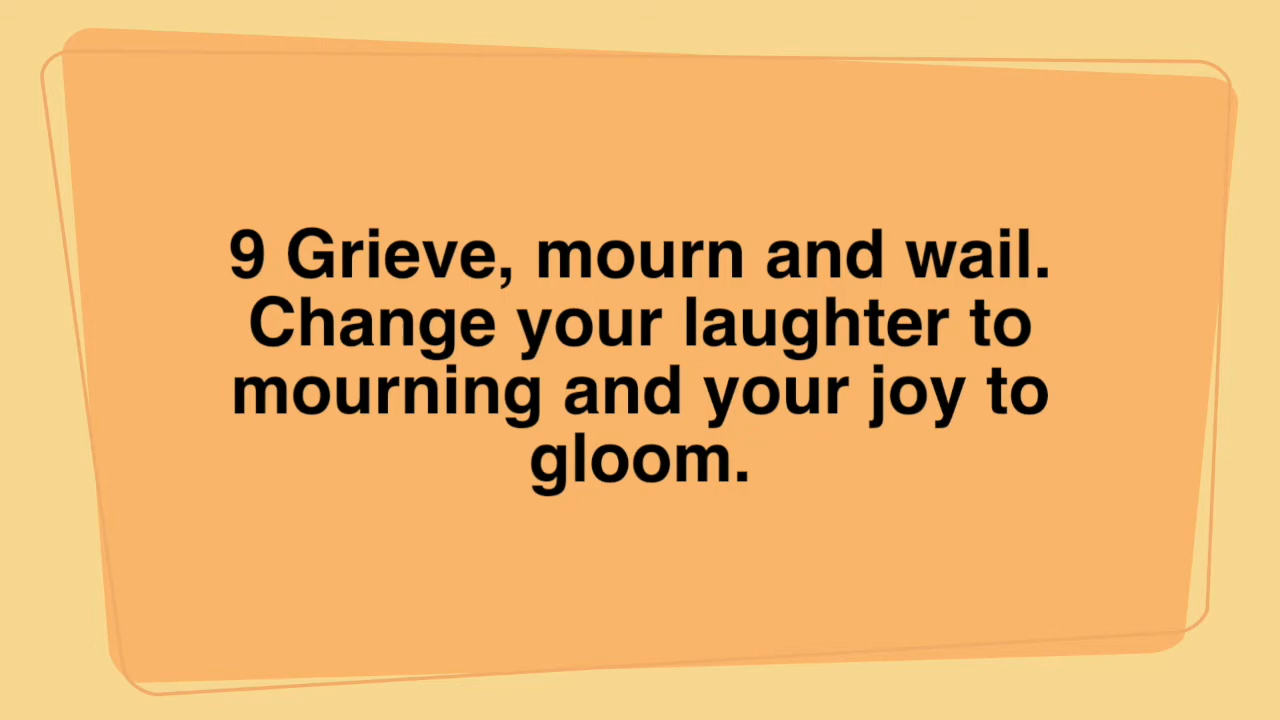 9 Grieve, mourn and wail.
Change your laughter to
mourning and your joy to
gloom.